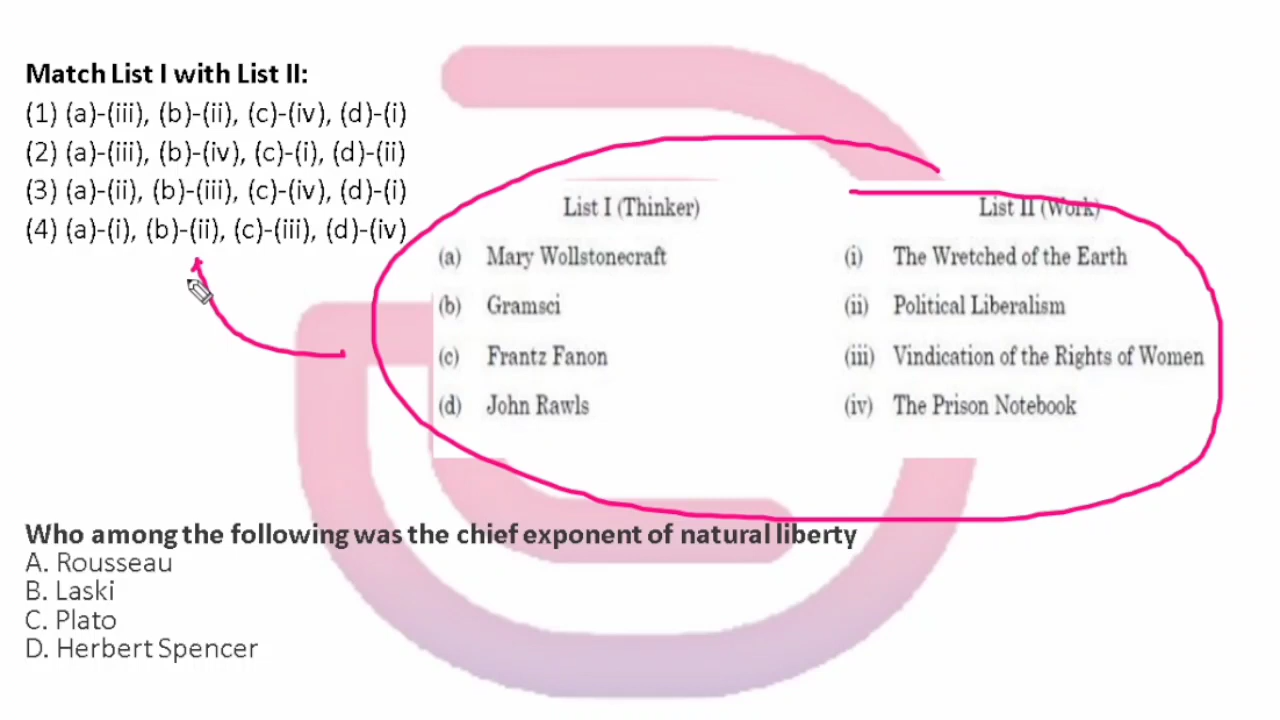 Match List I with List II:
(1) (a)-(iii), (b)-(ii), (c)-(iv), (d)-(i)
(2) (a)-(iii), (b)-(iv), (c)-(i), (d)-(ii)
(3) (a)-(ii), (b)-(iii), (c)-(iv), (d)-(i)
(4) (a)-(i), (b)-(ii), (c)-(iii), (d)-(iv)
List I (Thinker) List II (Work)
(a) Mary Wollstonecraft (i) The Wretched of the Earth
(b) Gramsci (ii) Political Liberalism
(c) Frantz Fanon (iii) Vindication of the Rights of Women
(d) John Rawls (iv) The Prison Notebook
Who among the following was the chief exponent of natural liberty
A. Rousseau
B. Laski
C. Plato
D. Herbert Spencer